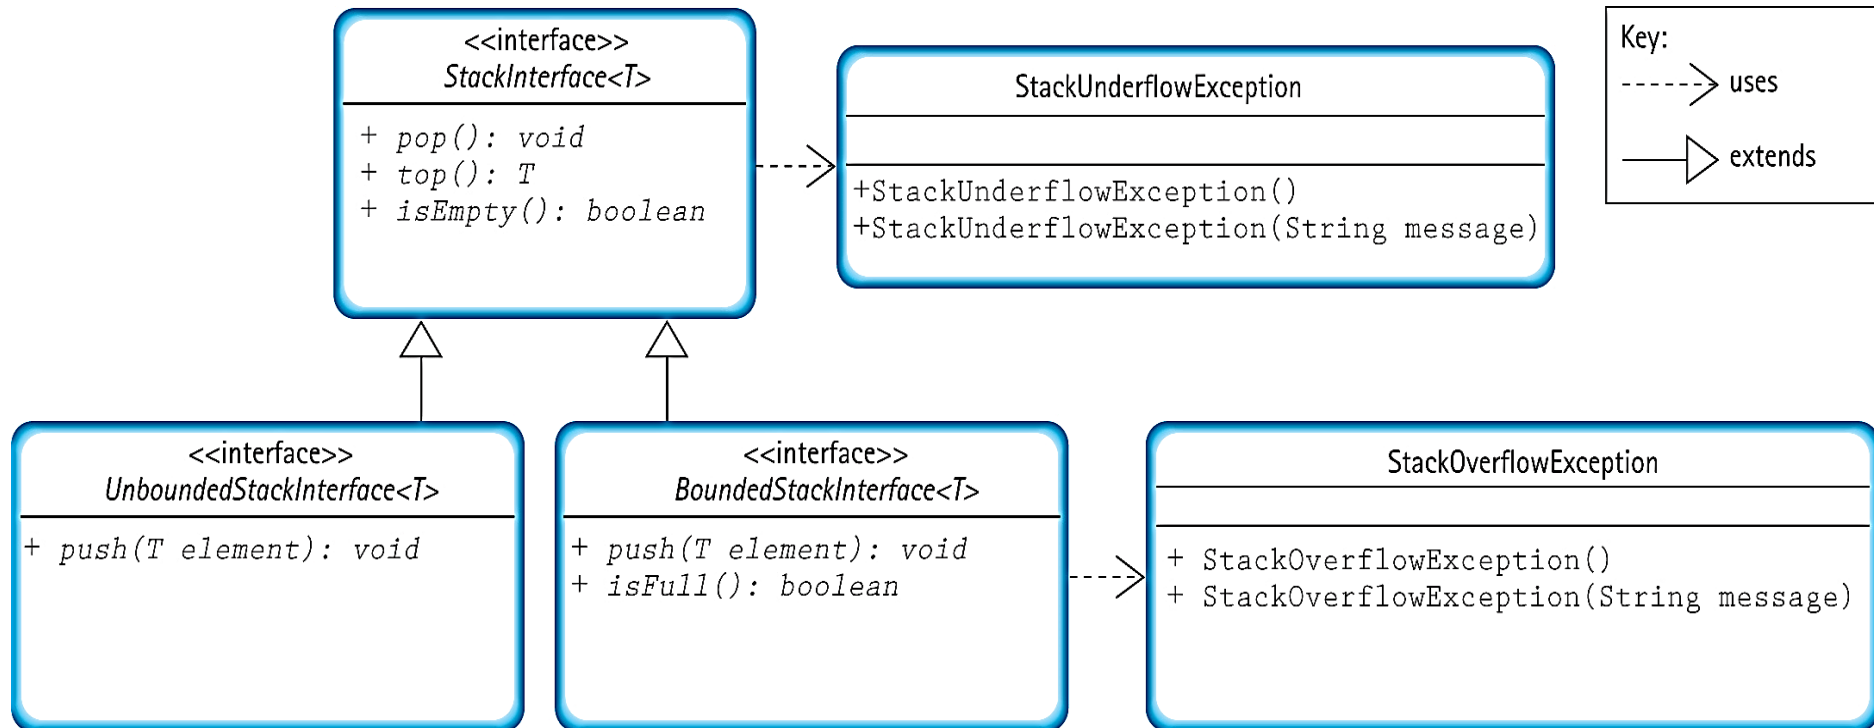 <<interface>>
StackInterface<T>
+ pop(): void
+ top(): T
+ isEmpty(): boolean
StackUnderflowException
+StackUnderflowException()
+StackUnderflowException(String message)
Key:
uses
extends
<<interface>>
UnboundedStackInterface<T>
+ push(T element): void
<<interface>>
BoundedStackInterface<T>
+ push(T element): void
+ isFull(): boolean
StackOverflowException
+ StackOverflowException()
+ StackOverflowException(String message)